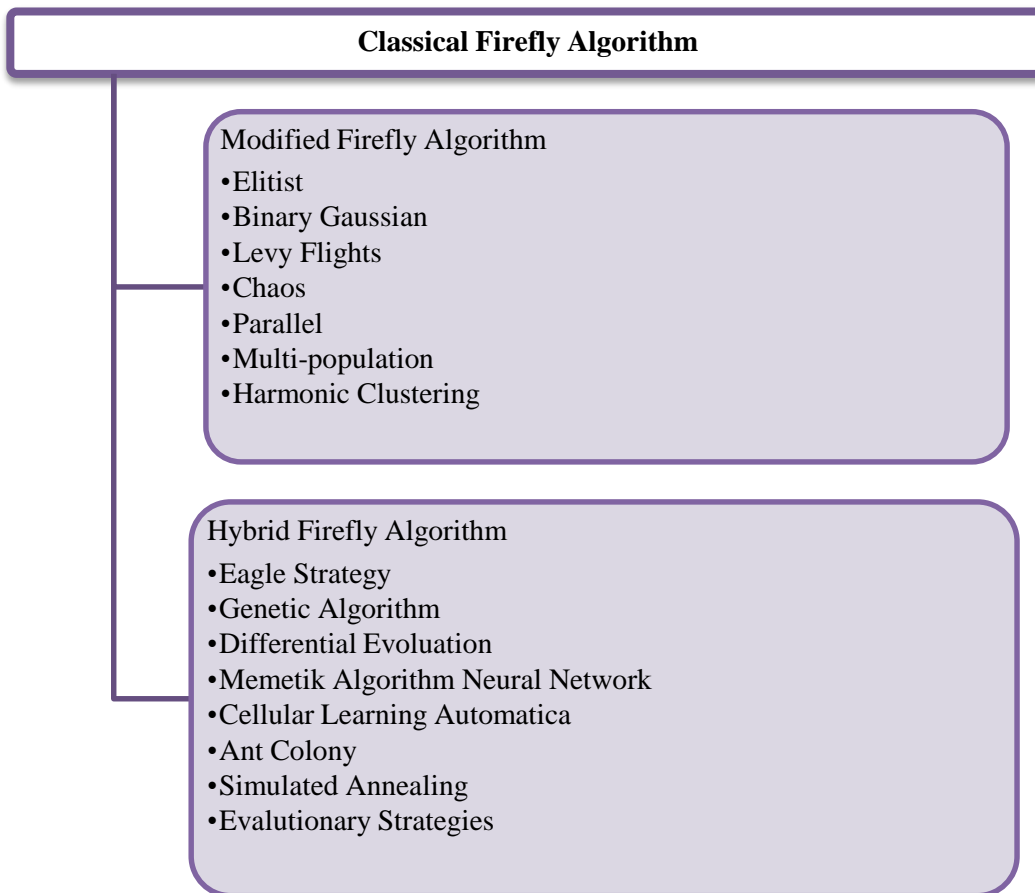 Classical Firefly Algorithm
Modified Firefly Algorithm
•Elitist
•Binary Gaussian
•Levy Flights
•Chaos
•Parallel
•Multi-population
•Harmonic Clustering
Hybrid Firefly Algorithm
•Eagle Strategy
•Genetic Algorithm
•Differential Evoluation
•Memetik Algorithm Neural Network
•Cellular Learning Automatica
•Ant Colony
•Simulated Annealing
•Evalutionary Strategies